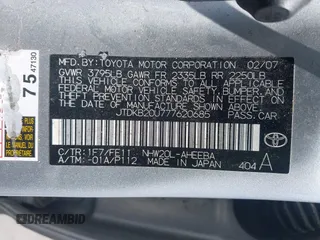 MFD.BY:TOYOTA MOTOR CORPORATION 02/07
GVWR 3795LB GAWR FR 2335LB RR 2250LB
THIS VEHICLE CONFORMS TO ALL APPLICABLE
FEDERAL MOTOR VEHICLE SAFETY, BUMPER, AND
THEFT PREVENTION STANDARDS IN EFFECT ON
THE DATE OF MANUFACTURE SHOWN ABOVE.
JTDKB20U777620685 PASS.CAR
C/TR:1F7/FE11 NHW20L-AHEEBA
A/TM:-01A/P112 MADE IN JAPAN
404 A
TOYOTA
75
47130
© DREAMBID